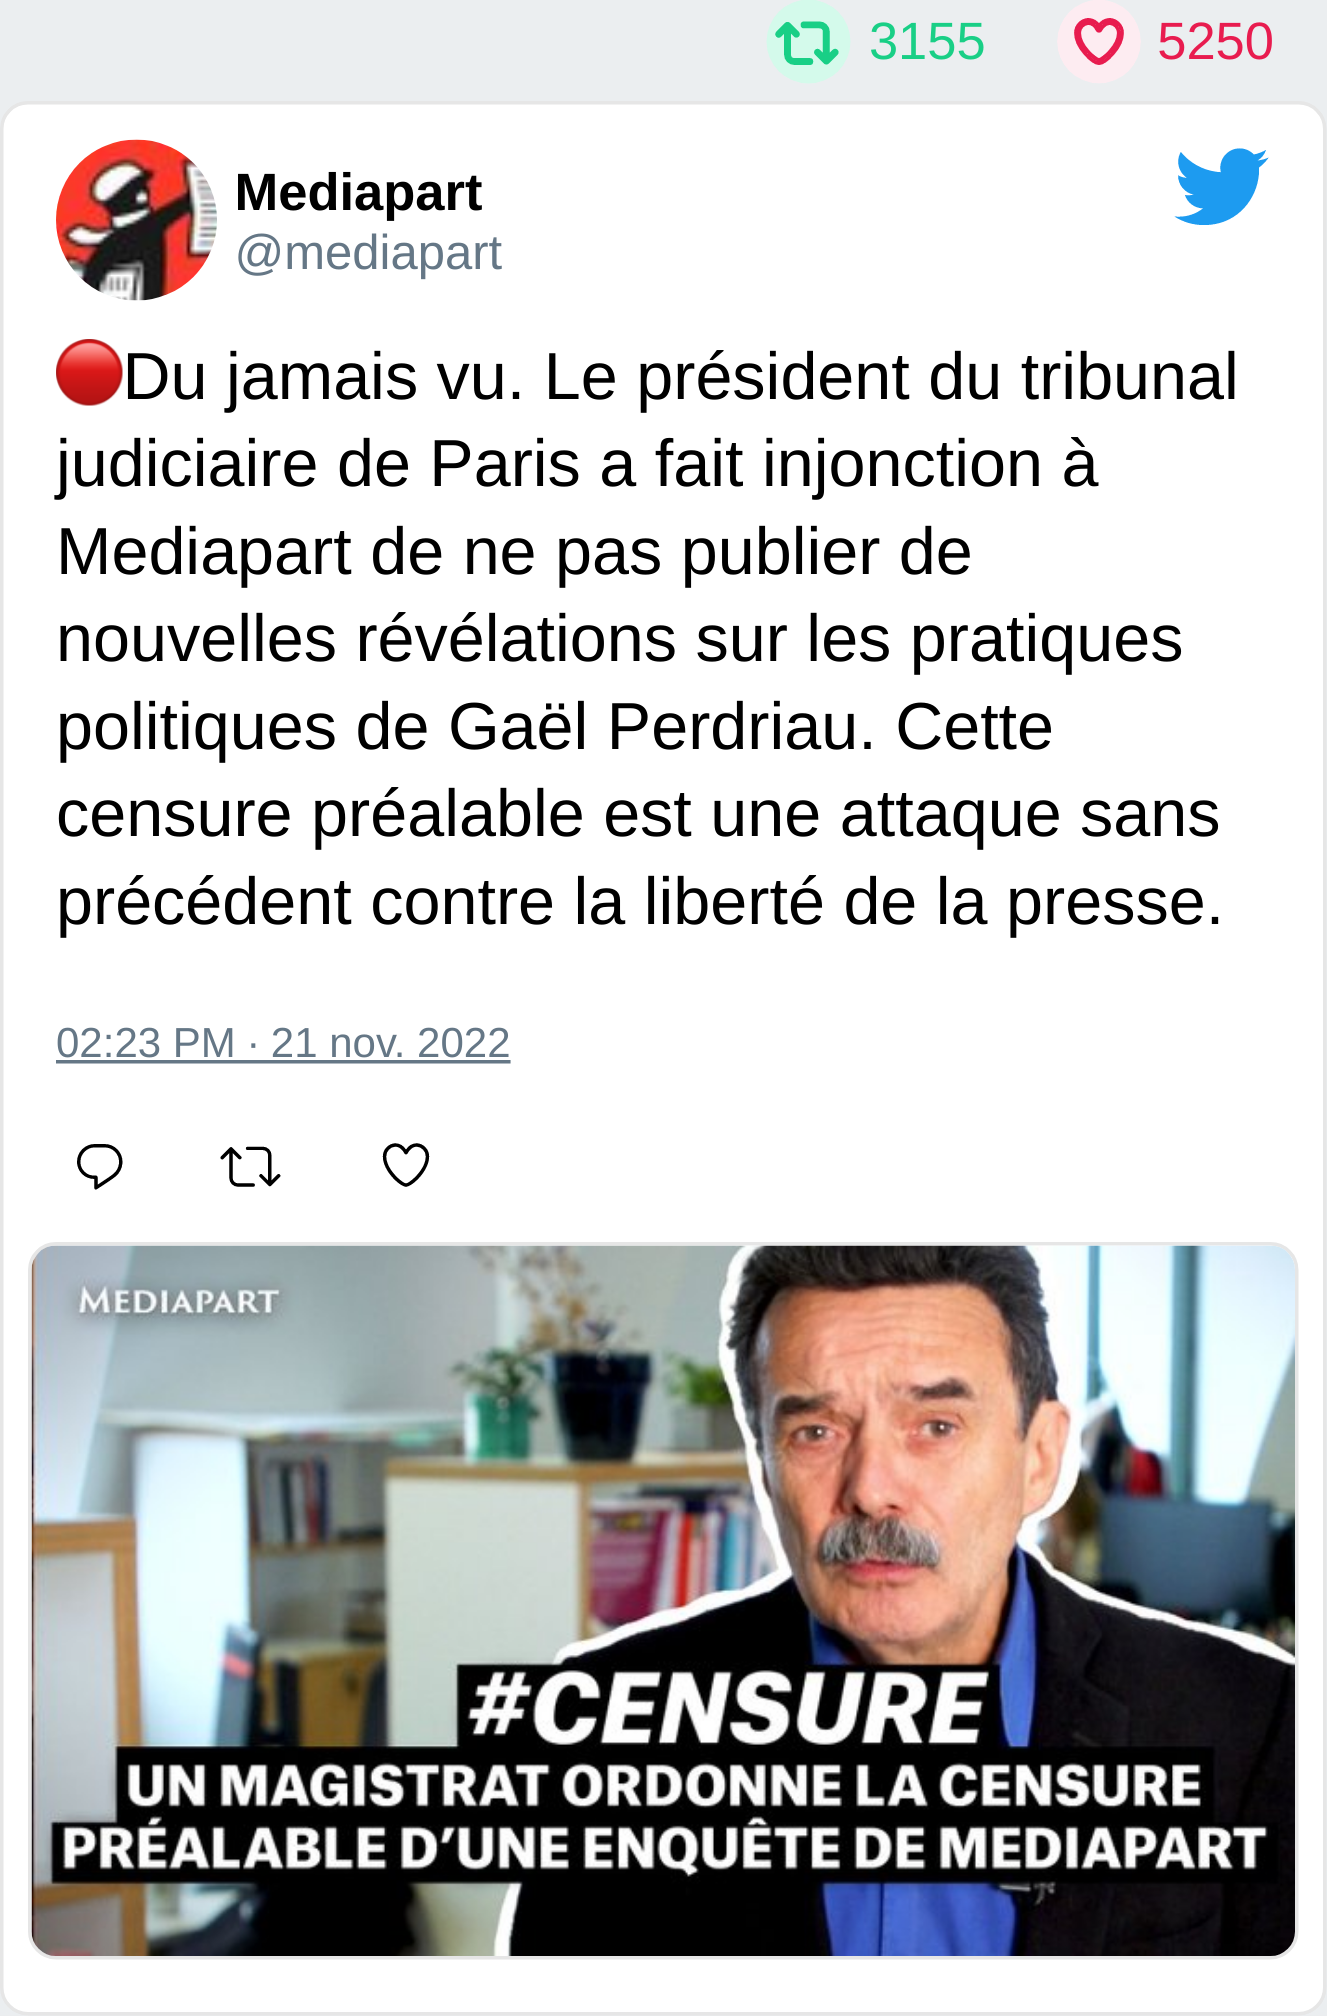 3155 5250
Mediapart
@mediapart
🔴Du jamais vu. Le président du tribunal
judiciaire de Paris a fait injonction à
Mediapart de ne pas publier de
nouvelles révélations sur les pratiques
politiques de Gaël Perdriau. Cette
censure préalable est une attaque sans
précédent contre la liberté de la presse.
02:23 PM · 21 nov. 2022
MEDIAPART
#CENSURE
UN MAGISTRAT ORDONNE LA CENSURE
PRÉALABLE D’UNE ENQUÊTE DE MEDIAPART